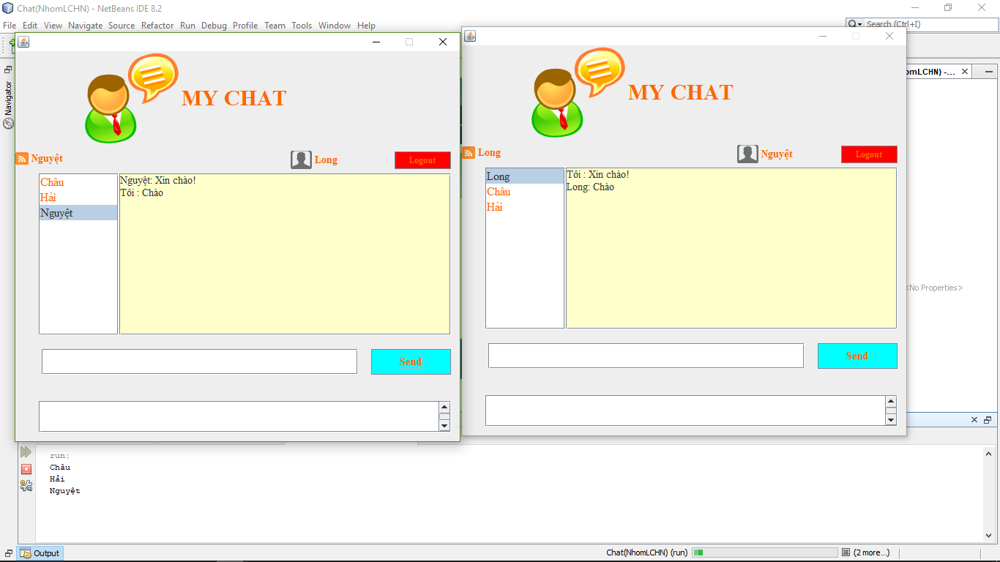 Chat(NhomLCHN) - NetBeans IDE 8.2
File Edit View Navigate Source Refactor Run Debug Profile Team Tools Window Help
Search (Ctrl+I)
Navigator
MY CHAT
Nguyệt
Long
Logout
Châu
Hải
Nguyệt
Nguyệt: Xin chào!
Tôi : Chào
Send
MY CHAT
Long
Nguyệt
Logout
Long
Châu
Hải
Tôi : Xin chào!
Long: Chào
Send
omLCHN) -...
<No Properties>
run:
Châu
Hải
Nguyệt
Output
Chat(NhomLCHN) (run)
(2 more...)